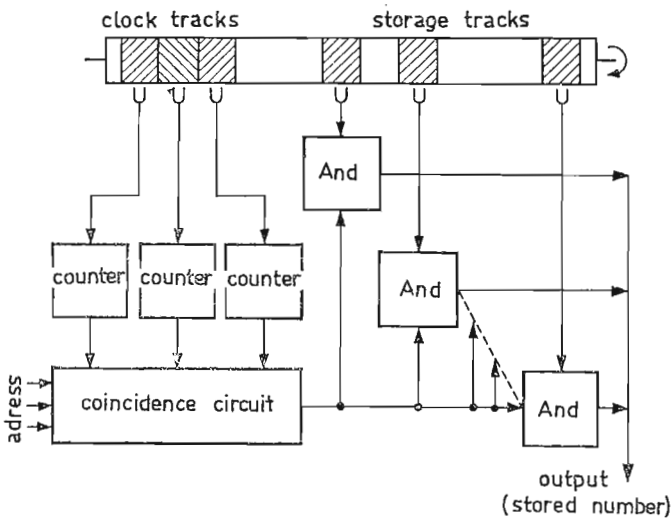 clock tracks
storage tracks
And
counter
counter
counter
And
adress
coincidence circuit
And
output
(stored number)